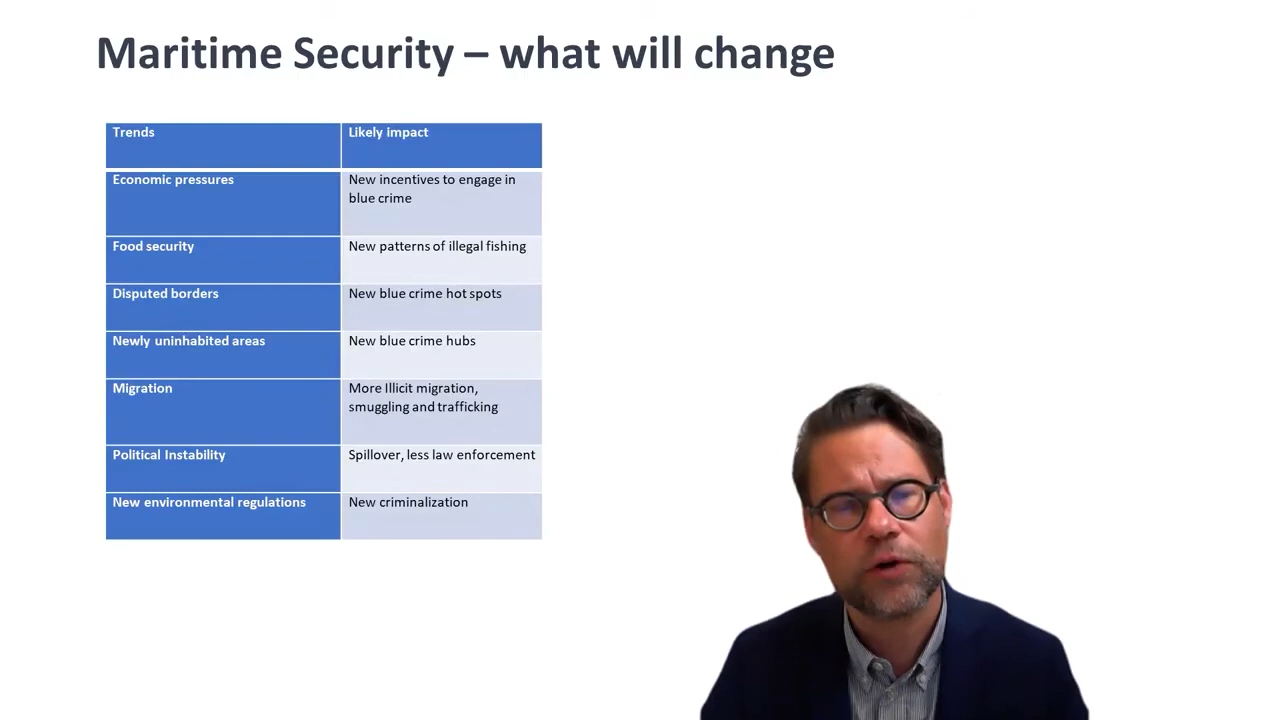 Maritime Security – what will change
Trends
Likely impact
Economic pressures
New incentives to engage in
blue crime
Food security
New patterns of illegal fishing
Disputed borders
New blue crime hot spots
Newly uninhabited areas
New blue crime hubs
Migration
More Illicit migration,
smuggling and trafficking
Political Instability
Spillover, less law enforcement
New environmental regulations
New criminalization